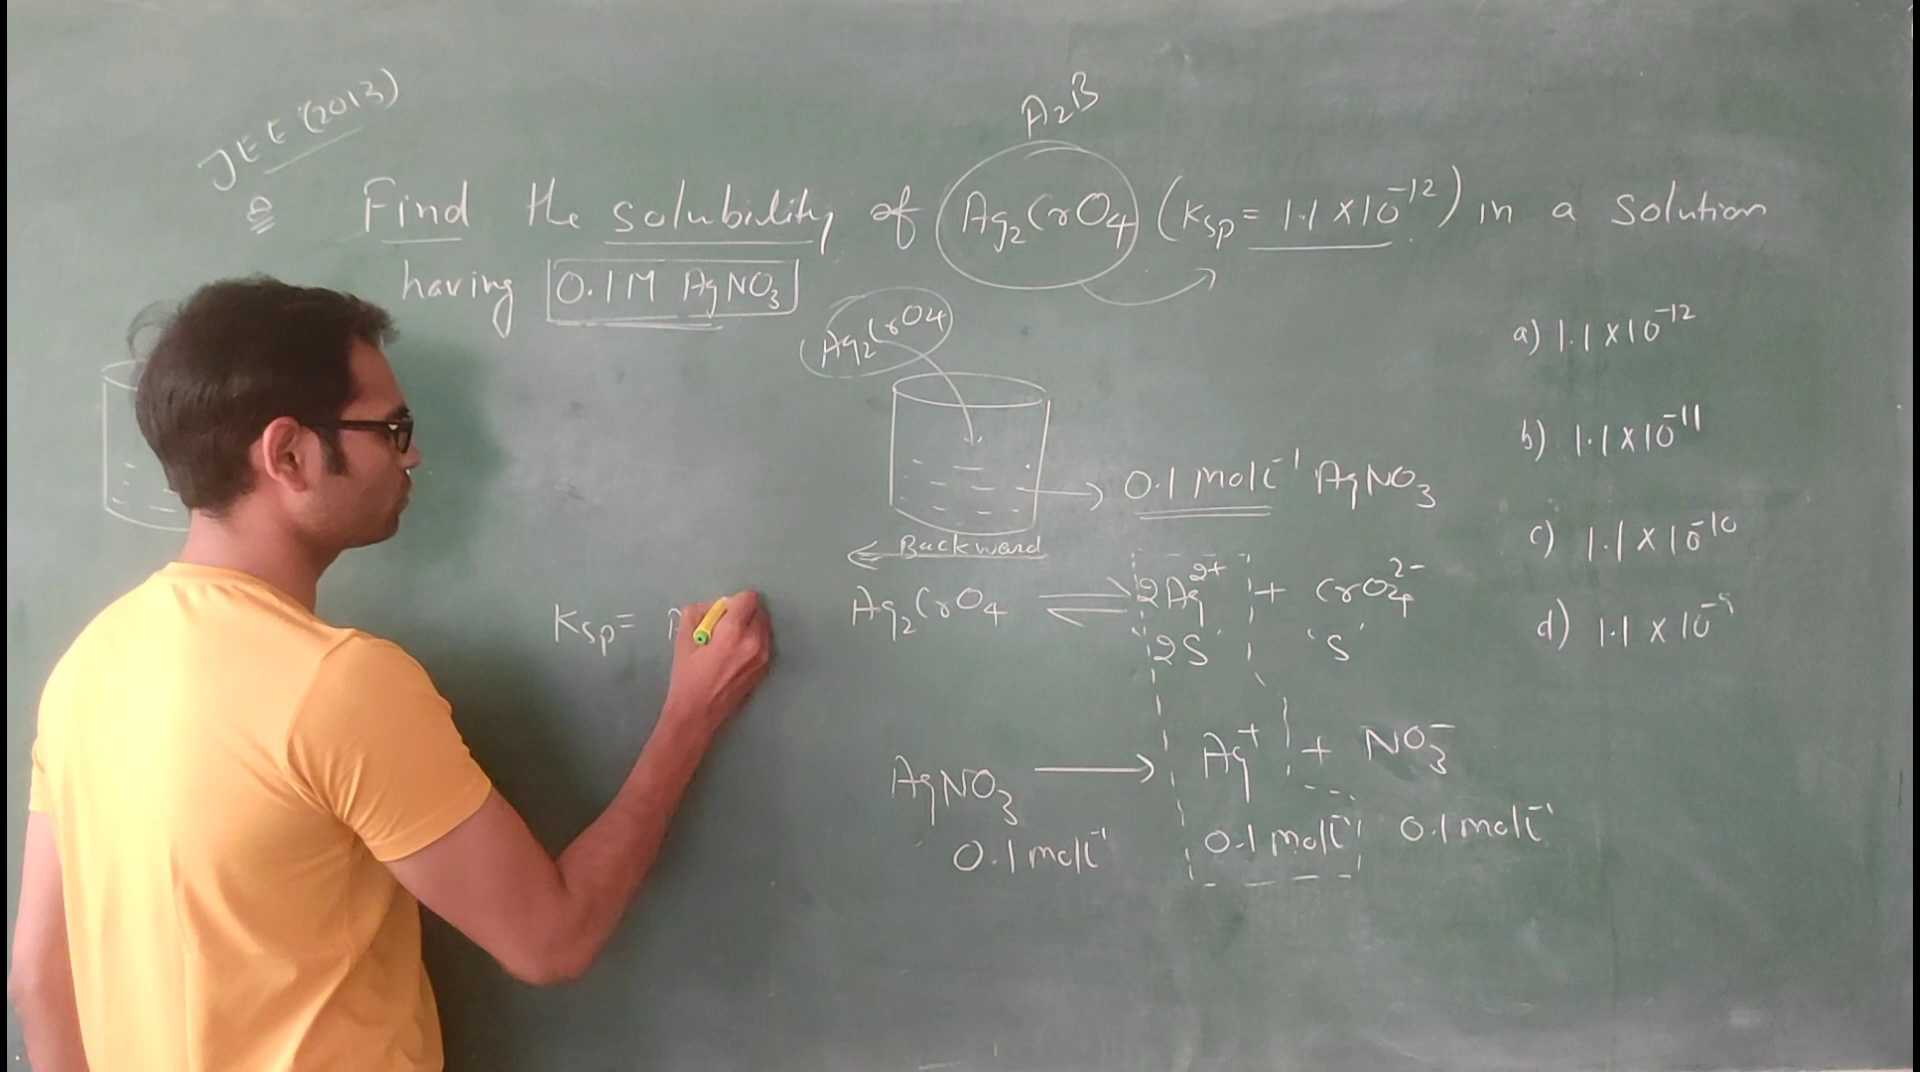 JEE (2013)
A₂B
Q Find the solubility of Ag₂CrO₄ (Ksp = 1.1 × 10⁻¹²) in a solution
having 0.1M AgNO₃
Ag₂CrO₄
a) 1.1 × 10⁻¹²
b) 1.1 × 10⁻¹¹
0.1 mol L⁻¹ AgNO₃
c) 1.1 × 10⁻¹⁰
Backward
Ag₂CrO₄ ⇌ 2Ag²⁺ + CrO₄²⁻
d) 1.1 × 10⁻⁹
Ksp =
2S 'S'
AgNO₃ → Ag⁺ + NO₃⁻
0.1 mol L⁻¹ 0.1 mol L⁻¹ 0.1 mol L⁻¹